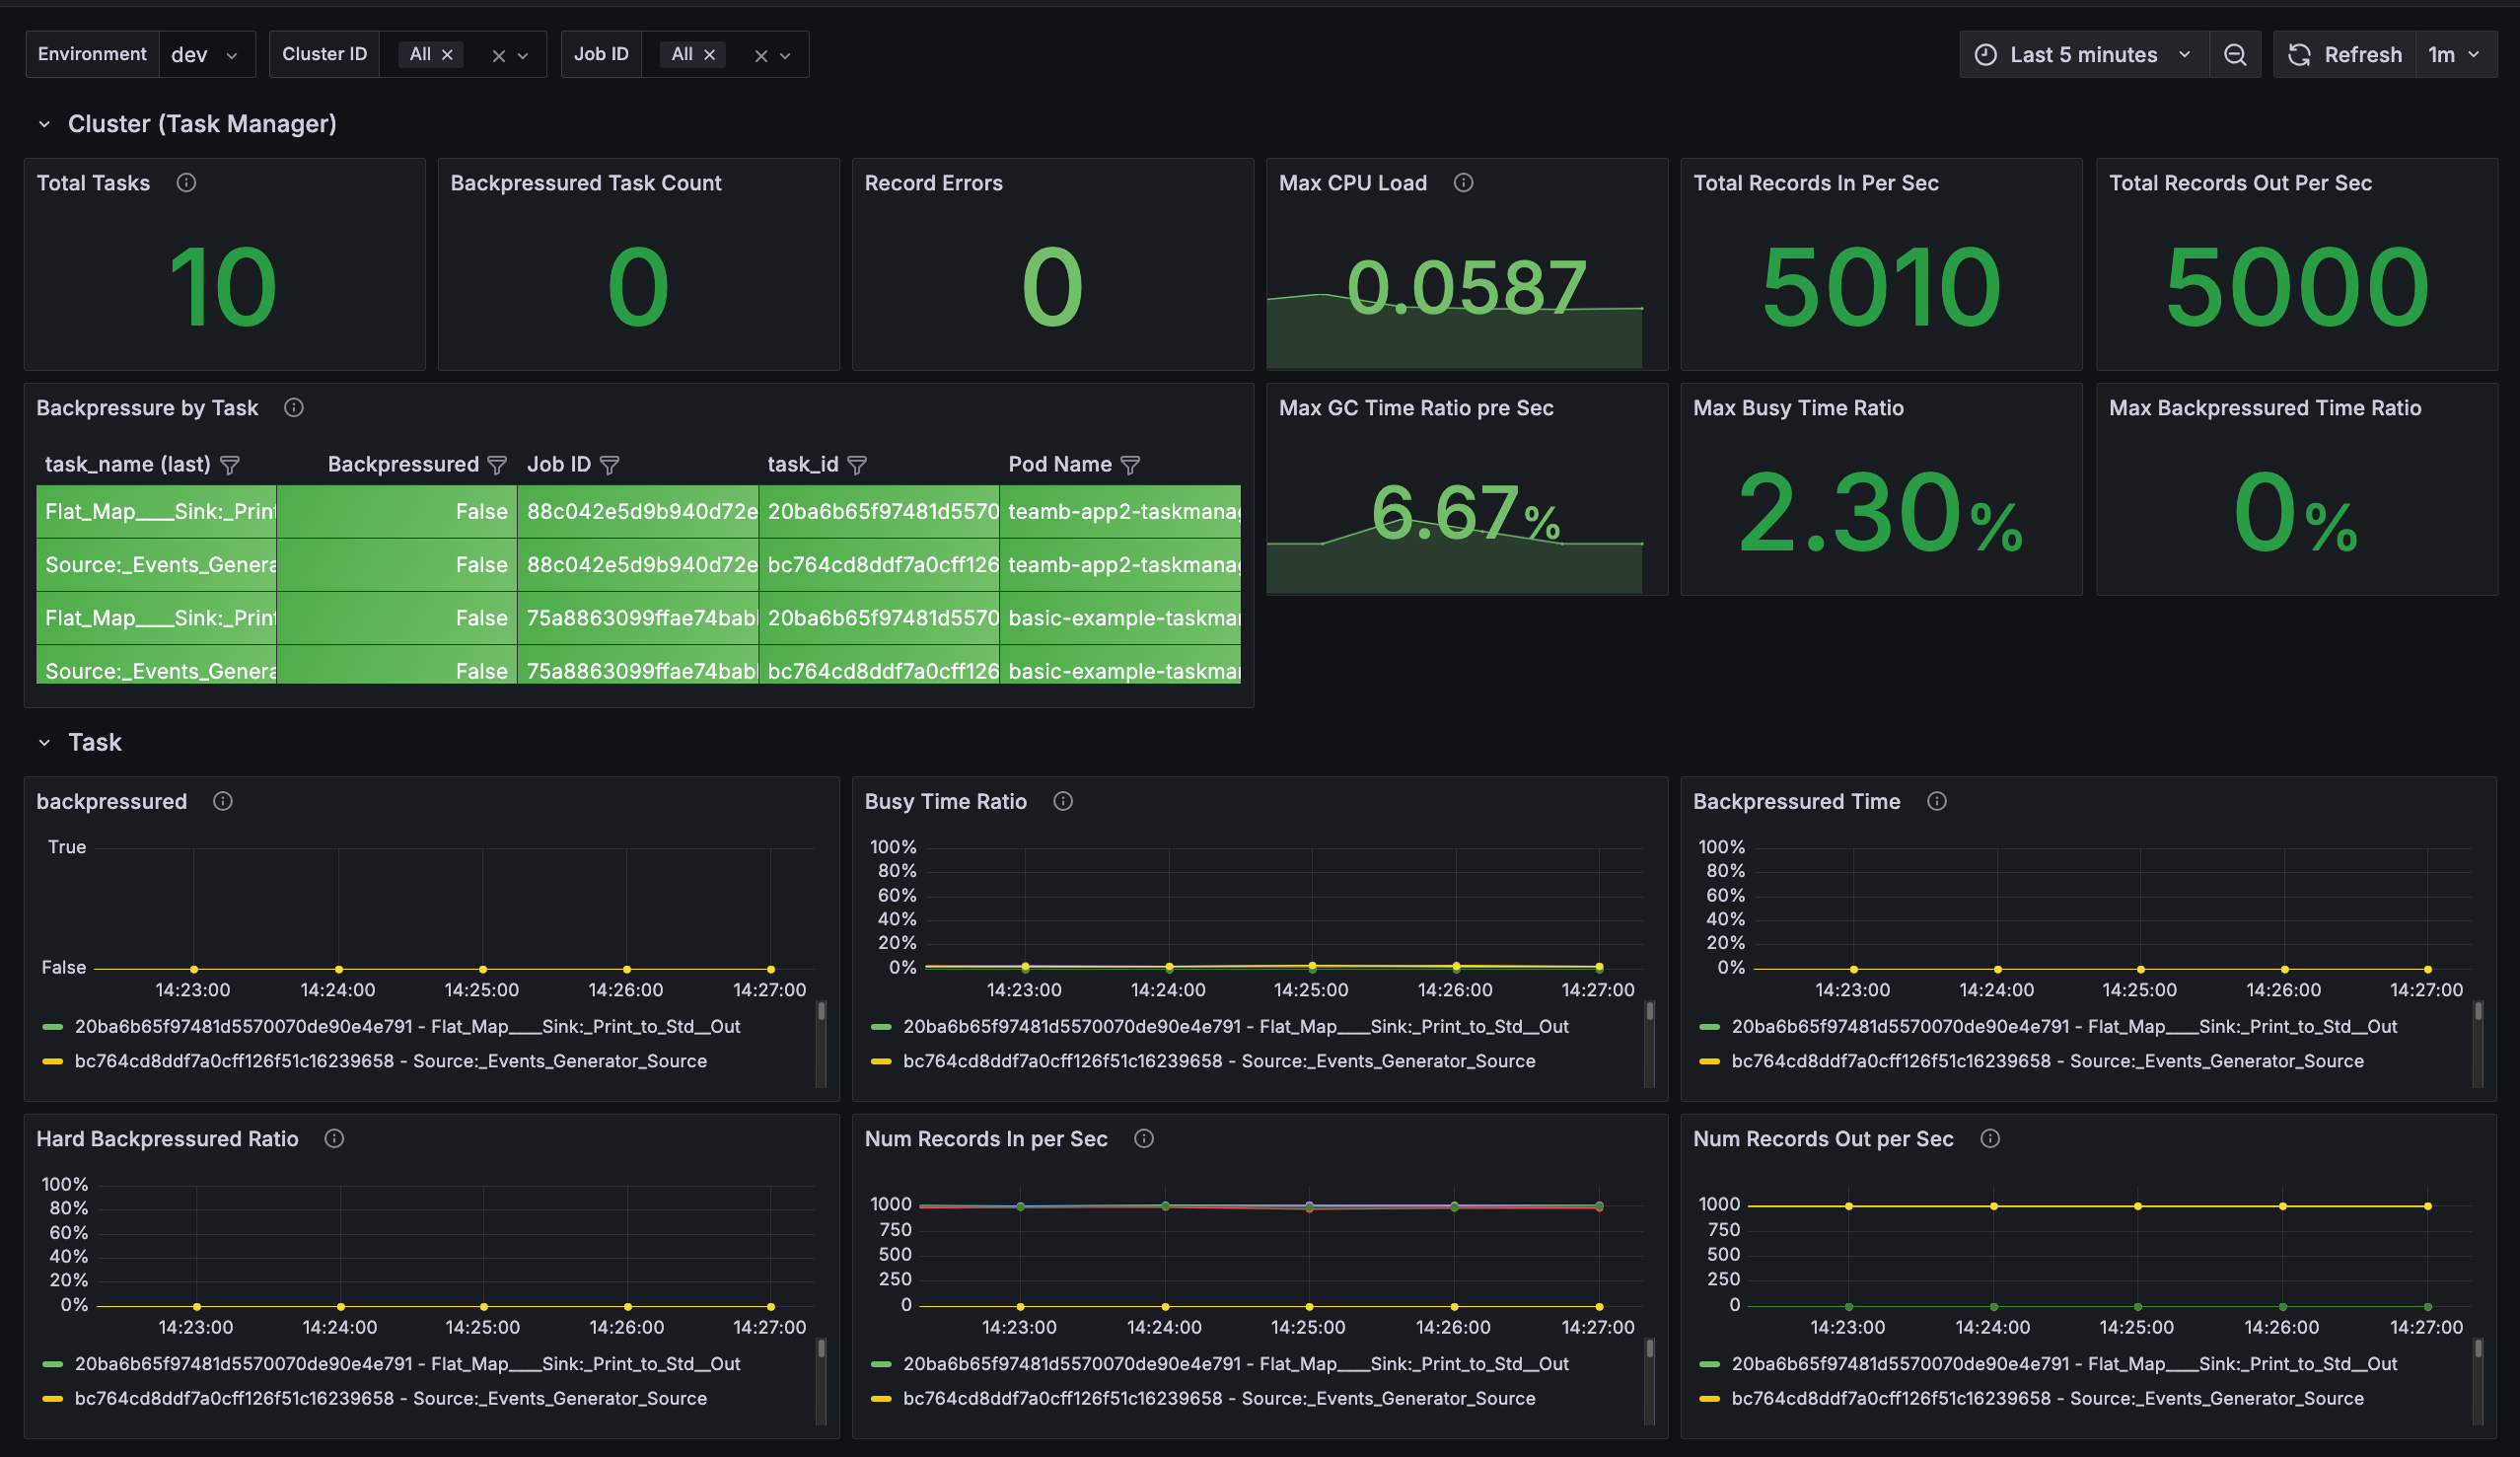 Environment dev Cluster ID All Job ID All Last 5 minutes Refresh 1m
Cluster (Task Manager)
Total Tasks
10
Backpressured Task Count
0
Record Errors
0
Max CPU Load
0.0587
Total Records In Per Sec
5010
Total Records Out Per Sec
5000
Backpressure by Task
task_name (last) Backpressured Job ID task_id Pod Name
Flat_Map____Sink:_Print False 88c042e5d9b940d72e 20ba6b65f97481d5570 teamb-app2-taskmanag
Source:_Events_Genera False 88c042e5d9b940d72e bc764cd8ddf7a0cff126 teamb-app2-taskmanag
Flat_Map____Sink:_Print False 75a8863099ffae74bab 20ba6b65f97481d5570 basic-example-taskma
Source:_Events_Genera False 75a8863099ffae74bab bc764cd8ddf7a0cff126 basic-example-taskma
Max GC Time Ratio pre Sec
6.67%
Max Busy Time Ratio
2.30%
Max Backpressured Time Ratio
0%
Task
backpressured
True
False
14:23:00 14:24:00 14:25:00 14:26:00 14:27:00
20ba6b65f97481d5570070de90e4e791 - Flat_Map____Sink:_Print_to_Std__Out
bc764cd8ddf7a0cff126f51c16239658 - Source:_Events_Generator_Source
Busy Time Ratio
100%
80%
60%
40%
20%
0%
14:23:00 14:24:00 14:25:00 14:26:00 14:27:00
20ba6b65f97481d5570070de90e4e791 - Flat_Map____Sink:_Print_to_Std__Out
bc764cd8ddf7a0cff126f51c16239658 - Source:_Events_Generator_Source
Backpressured Time
100%
80%
60%
40%
20%
0%
14:23:00 14:24:00 14:25:00 14:26:00 14:27:00
20ba6b65f97481d5570070de90e4e791 - Flat_Map____Sink:_Print_to_Std__Out
bc764cd8ddf7a0cff126f51c16239658 - Source:_Events_Generator_Source
Hard Backpressured Ratio
100%
80%
60%
40%
20%
0%
14:23:00 14:24:00 14:25:00 14:26:00 14:27:00
20ba6b65f97481d5570070de90e4e791 - Flat_Map____Sink:_Print_to_Std__Out
bc764cd8ddf7a0cff126f51c16239658 - Source:_Events_Generator_Source
Num Records In per Sec
1000
750
500
250
0
14:23:00 14:24:00 14:25:00 14:26:00 14:27:00
20ba6b65f97481d5570070de90e4e791 - Flat_Map____Sink:_Print_to_Std__Out
bc764cd8ddf7a0cff126f51c16239658 - Source:_Events_Generator_Source
Num Records Out per Sec
1000
750
500
250
0
14:23:00 14:24:00 14:25:00 14:26:00 14:27:00
20ba6b65f97481d5570070de90e4e791 - Flat_Map____Sink:_Print_to_Std__Out
bc764cd8ddf7a0cff126f51c16239658 - Source:_Events_Generator_Source